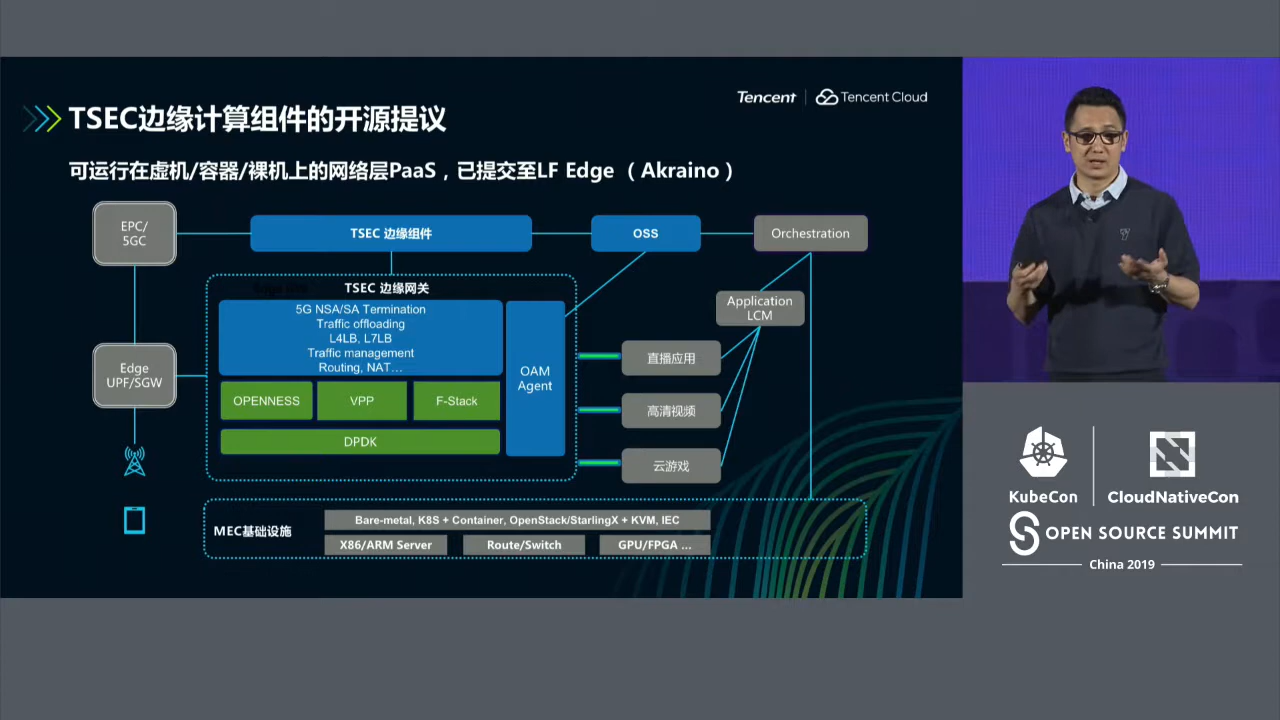 TSEC边缘计算组件的开源提议
Tencent | Tencent Cloud
可运行在虚机/容器/裸机上的网络层PaaS，已提交至LF Edge（Akraino）
EPC/
5GC
TSEC 边缘组件
OSS
Orchestration
TSEC 边缘网关
5G NSA/SA Termination
Traffic offloading
L4LB, L7LB
Traffic management
Routing, NAT...
OAM
Agent
OPENNESS
VPP
F-Stack
DPDK
Edge
UPF/SGW
Application
LCM
直播应用
高清视频
云游戏
MEC基础设施
Bare-metal, K8S + Container, OpenStack/StarlingX + KVM, IEC
X86/ARM Server
Route/Switch
GPU/FPGA ...
KubeCon
CloudNativeCon
OPEN SOURCE SUMMIT
China 2019